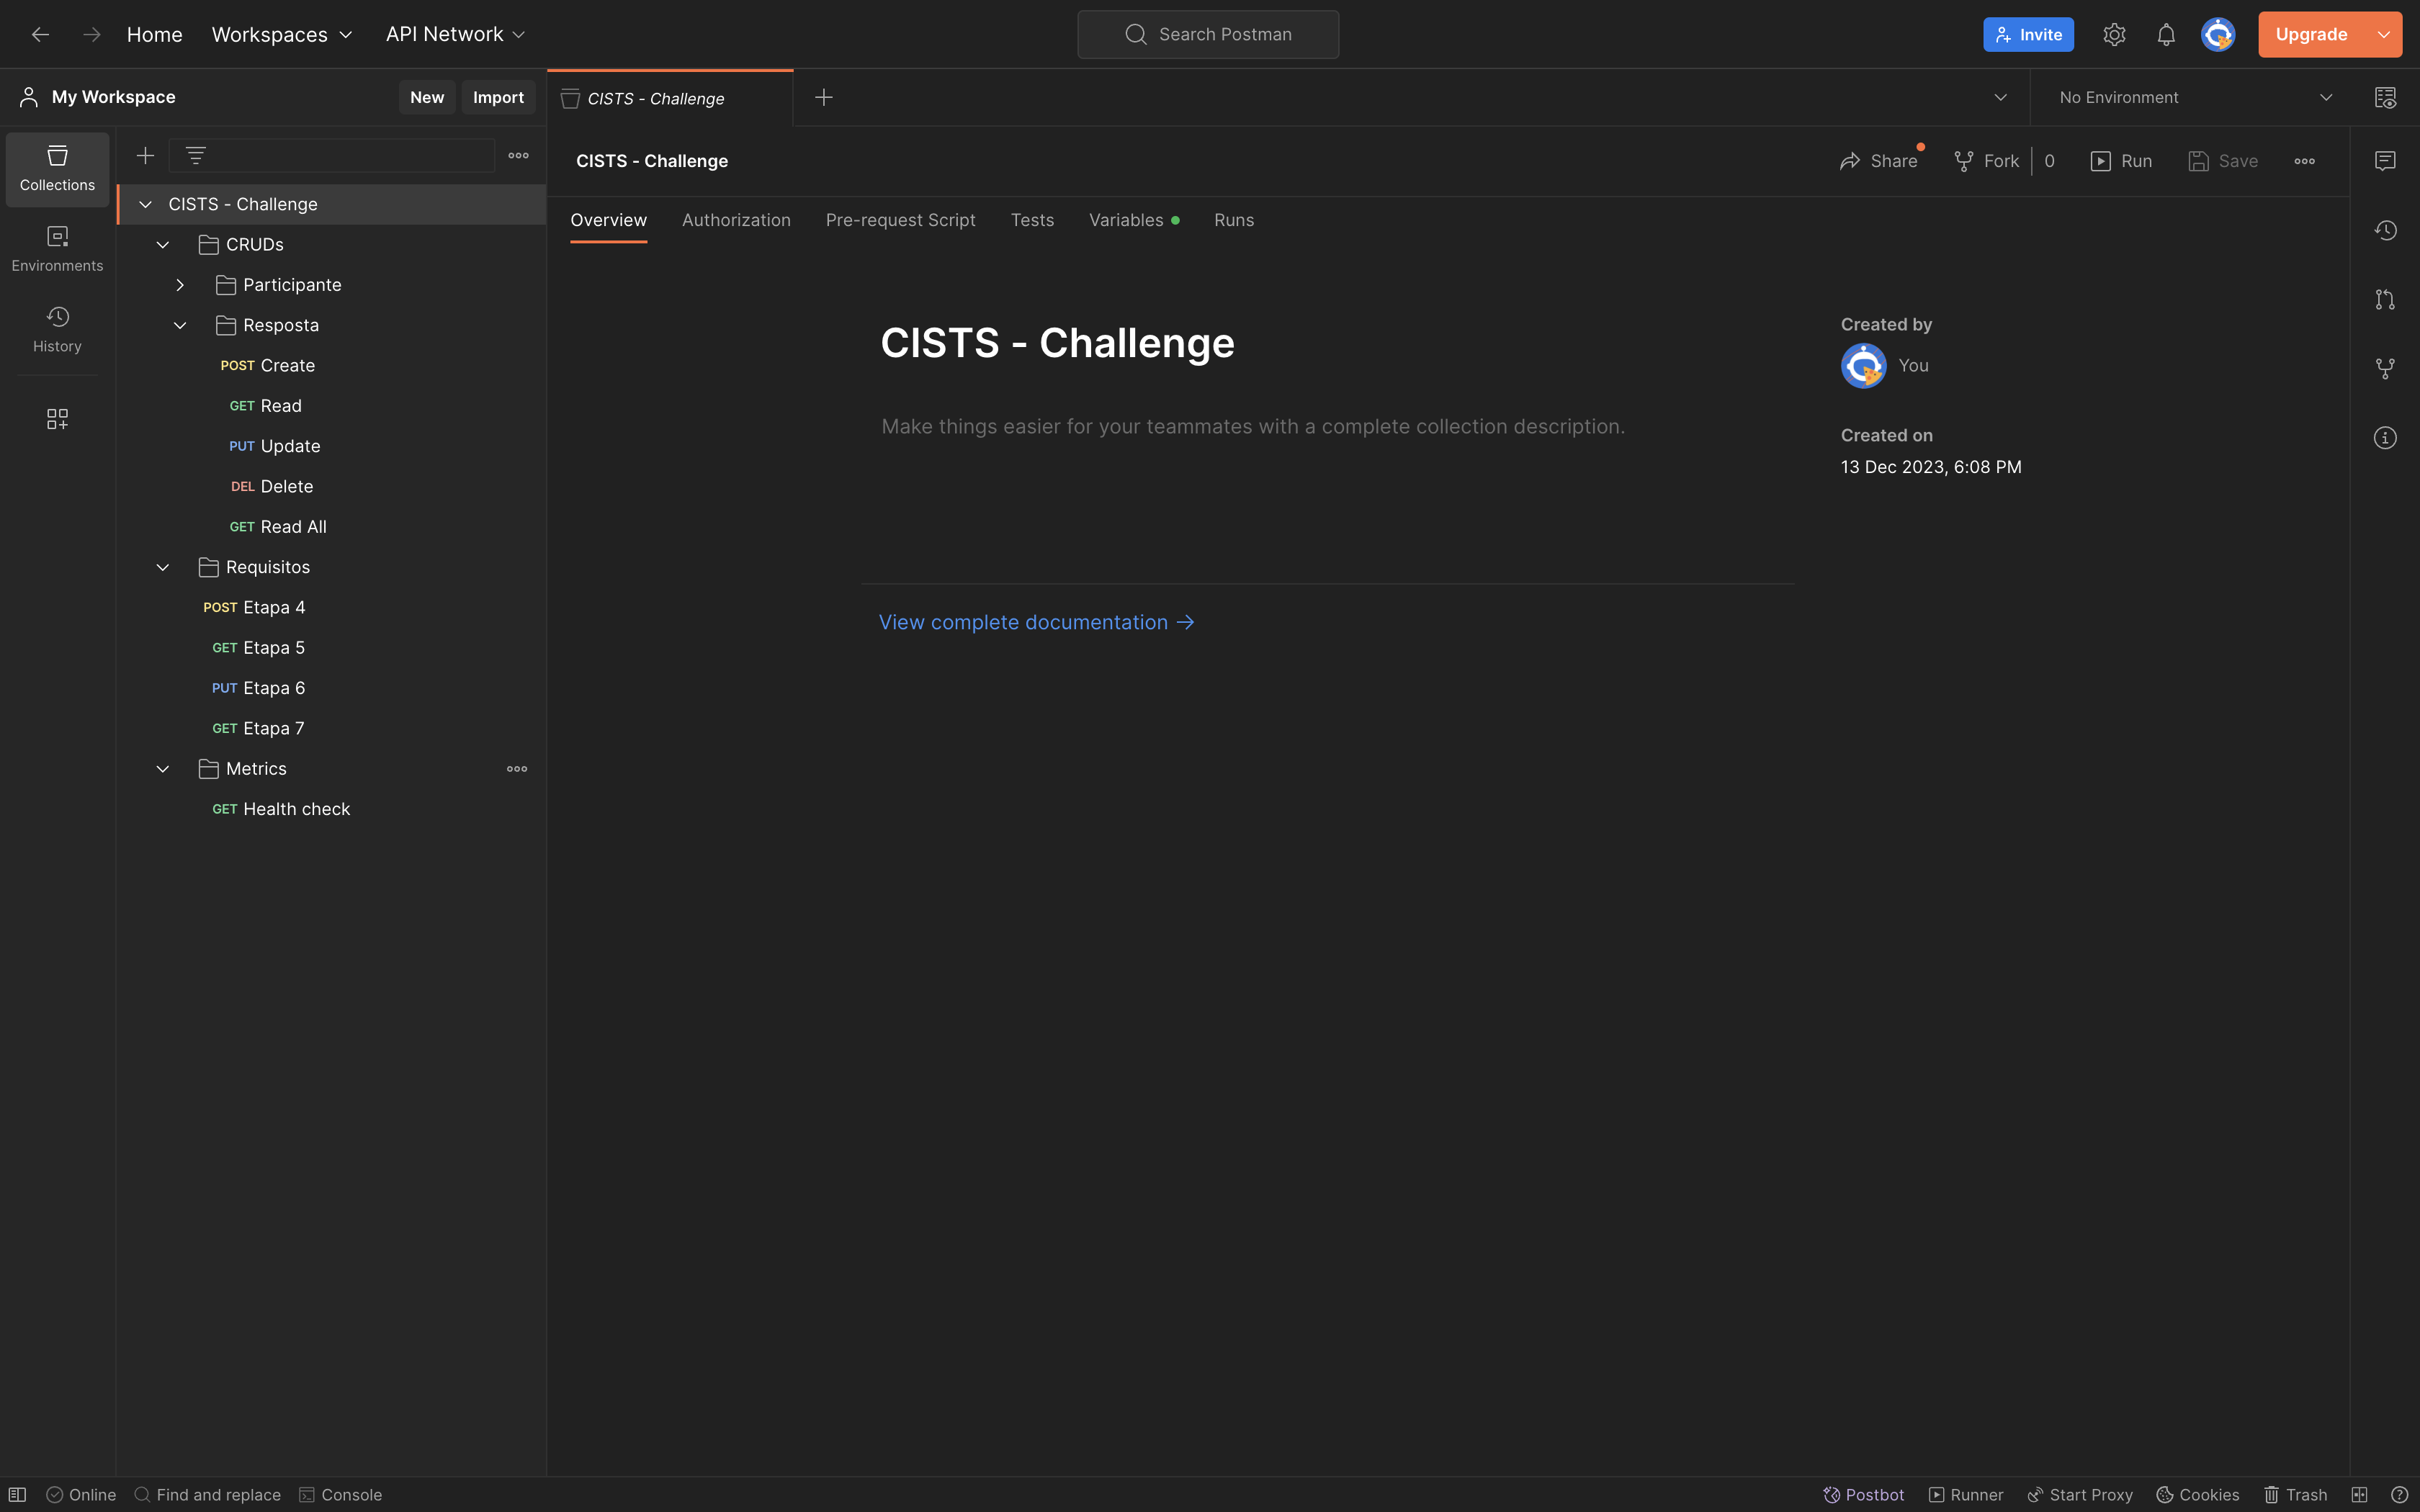 Home Workspaces API Network Search Postman Invite Upgrade
My Workspace New Import CISTS - Challenge No Environment
Collections
Environments
History
CISTS - Challenge
CRUDs
Participante
Resposta
POST Create
GET Read
PUT Update
DEL Delete
GET Read All
Requisitos
POST Etapa 4
GET Etapa 5
PUT Etapa 6
GET Etapa 7
Metrics
GET Health check
CISTS - Challenge Share Fork 0 Run Save
Overview Authorization Pre-request Script Tests Variables Runs
CISTS - Challenge
Make things easier for your teammates with a complete collection description.
View complete documentation
Created by
You
Created on
13 Dec 2023, 6:08 PM
Online Find and replace Console Postbot Runner Start Proxy Cookies Trash